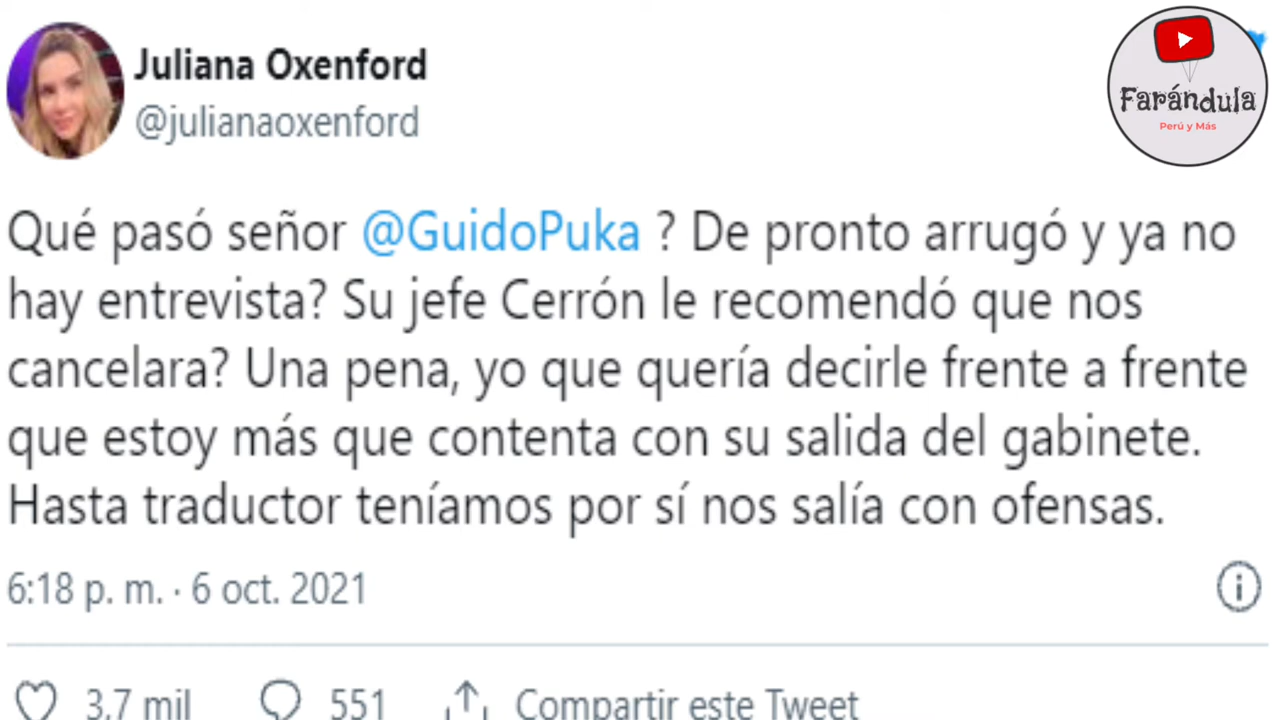 Juliana Oxenford
@julianaoxenford
Farándula
Perú y Más
Qué pasó señor @GuidoPuka ? De pronto arrugó y ya no
hay entrevista? Su jefe Cerrón le recomendó que nos
cancelara? Una pena, yo que quería decirle frente a frente
que estoy más que contenta con su salida del gabinete.
Hasta traductor teníamos por sí nos salía con ofensas.
6:18 p. m. · 6 oct. 2021
3,7 mil 551 Compartir este Tweet